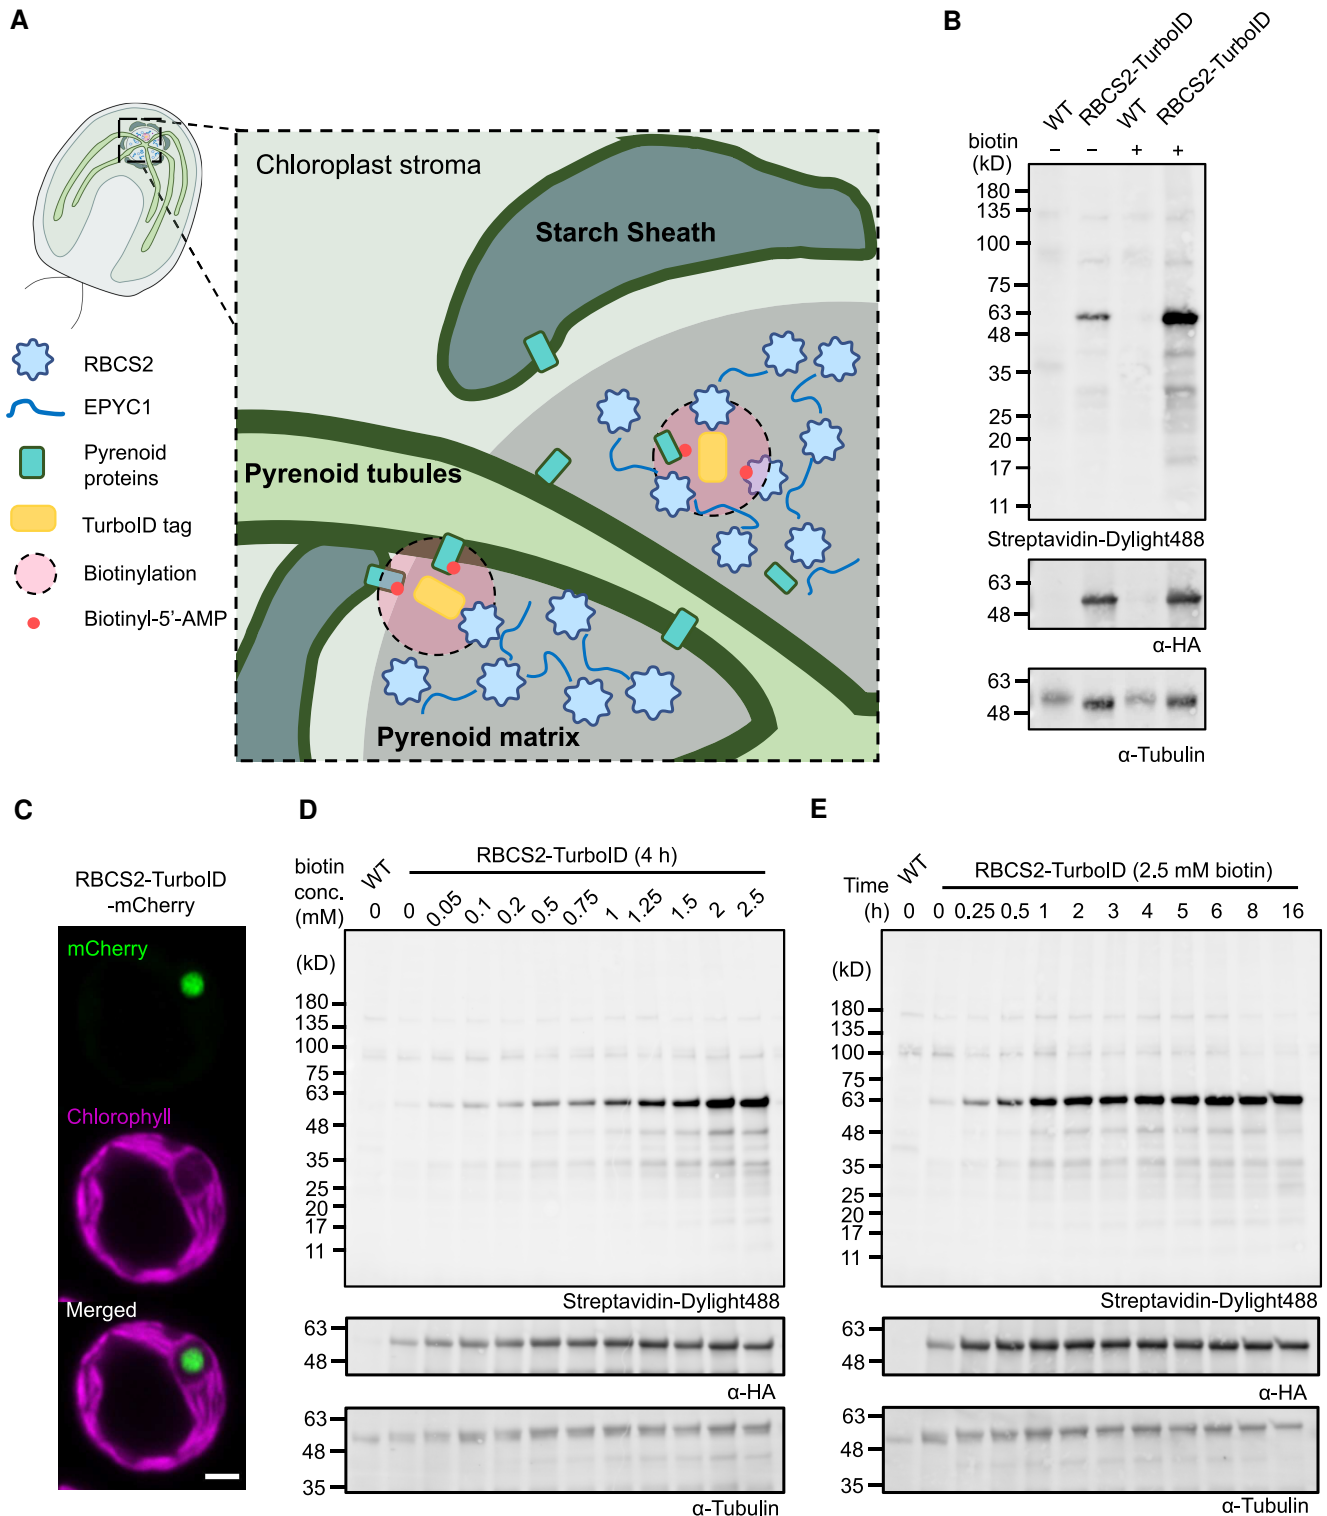 A
Chloroplast stroma
Starch Sheath
Pyrenoid tubules
Pyrenoid matrix
RBCS2
EPYC1
Pyrenoid
proteins
TurboID tag
Biotinylation
Biotinyl-5'-AMP
B
WT
RBCS2-TurboID
WT
RBCS2-TurboID
biotin − − + +
(kD)
180
135
100
75
63
48
35
25
20
17
11
Streptavidin-Dylight488
63
48
α-HA
63
48
α-Tubulin
C
RBCS2-TurboID
-mCherry
mCherry
Chlorophyll
Merged
D
RBCS2-TurboID (4 h)
biotin
conc.
(mM)
WT
0 0 0.05 0.1 0.2 0.5 0.75 1 1.25 1.5 2 2.5
(kD)
180
135
100
75
63
48
35
25
20
17
11
Streptavidin-Dylight488
63
48
α-HA
63
48
35
α-Tubulin
E
RBCS2-TurboID (2.5 mM biotin)
WT
Time
(h) 0 0 0.25 0.5 1 2 3 4 5 6 8 16
(kD)
180
135
100
75
63
48
35
25
20
17
11
Streptavidin-Dylight488
63
48
α-HA
63
48
35
α-Tubulin